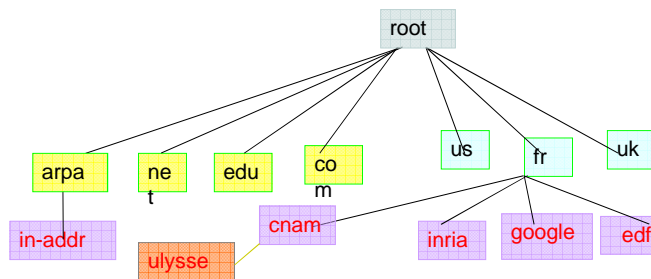 root
arpa
ne
t
edu
co
m
us
fr
uk
in-addr
cnam
inria
google
edf
ulysse